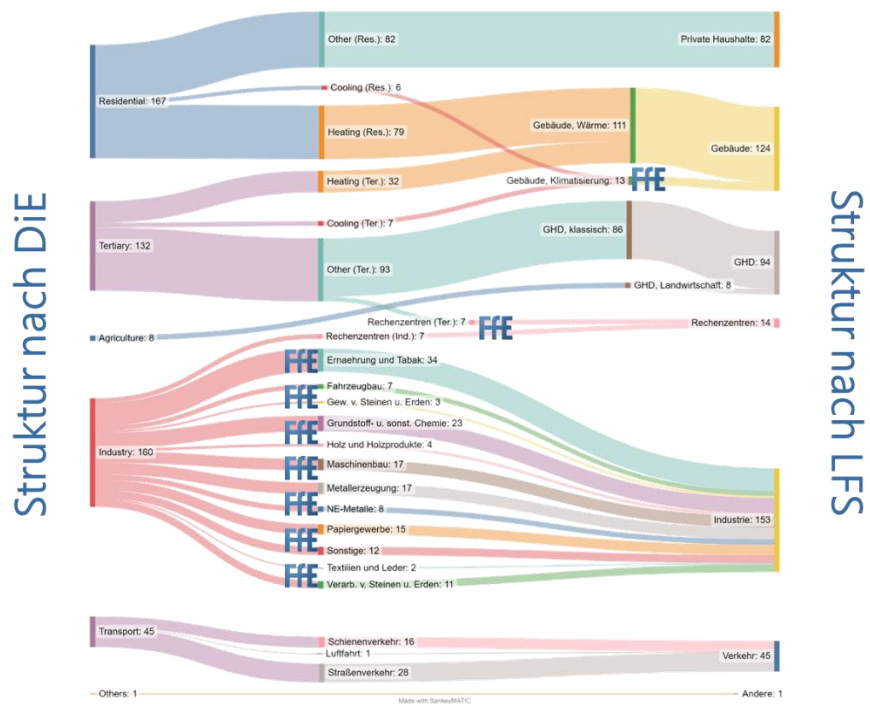 Struktur nach DiE
Residential: 167
Tertiary: 132
Agriculture: 8
Industry: 160
Transport: 45
Others: 1
Other (Res.): 82
Cooling (Res.): 6
Heating (Res.): 79
Heating (Ter.): 32
Cooling (Ter.): 7
Other (Ter.): 93
Rechenzentren (Ter.): 7
FfE
Rechenzentren (Ind.): 7
FfE
Ernaehrung und Tabak: 34
FfE
Fahrzeugbau: 7
Gew. v. Steinen u. Erden: 3
FfE
Grundstoff- u. sonst. Chemie: 23
Holz und Holzprodukte: 4
FfE
Maschinenbau: 17
Metallerzeugung: 17
FfE
NE-Metalle: 8
FfE
Papiergewerbe: 15
Sonstige: 12
FfE
Textilien und Leder: 2
Verarb. v. Steinen u. Erden: 11
Schienenverkehr: 16
Luftfahrt: 1
Straßenverkehr: 28
Gebäude, Wärme: 111
Gebäude, Klimatisierung: 13
FfE
GHD, klassisch: 86
GHD, Landwirtschaft: 8
Private Haushalte: 82
Gebäude: 124
GHD: 94
Rechenzentren: 14
Industrie: 153
Verkehr: 45
Andere: 1
Struktur nach LFS
Made with SankeyMATIC